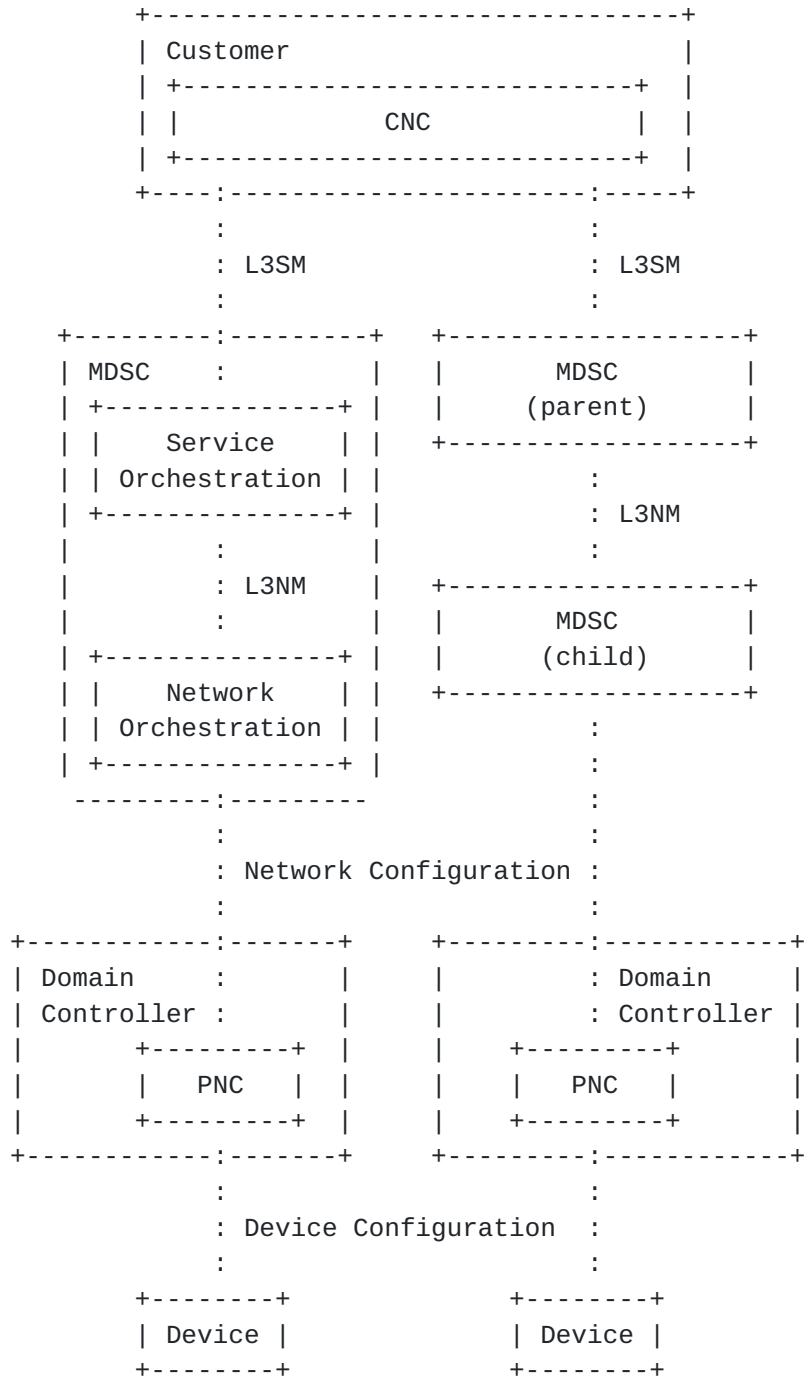 Customer
CNC
: L3SM : L3SM
MDSC : MDSC
(parent)
Service
Orchestration
: L3NM
: L3NM
MDSC
(child)
Network
Orchestration
: Network Configuration :
Domain : : Domain
Controller : : Controller
PNC PNC
: Device Configuration :
Device Device